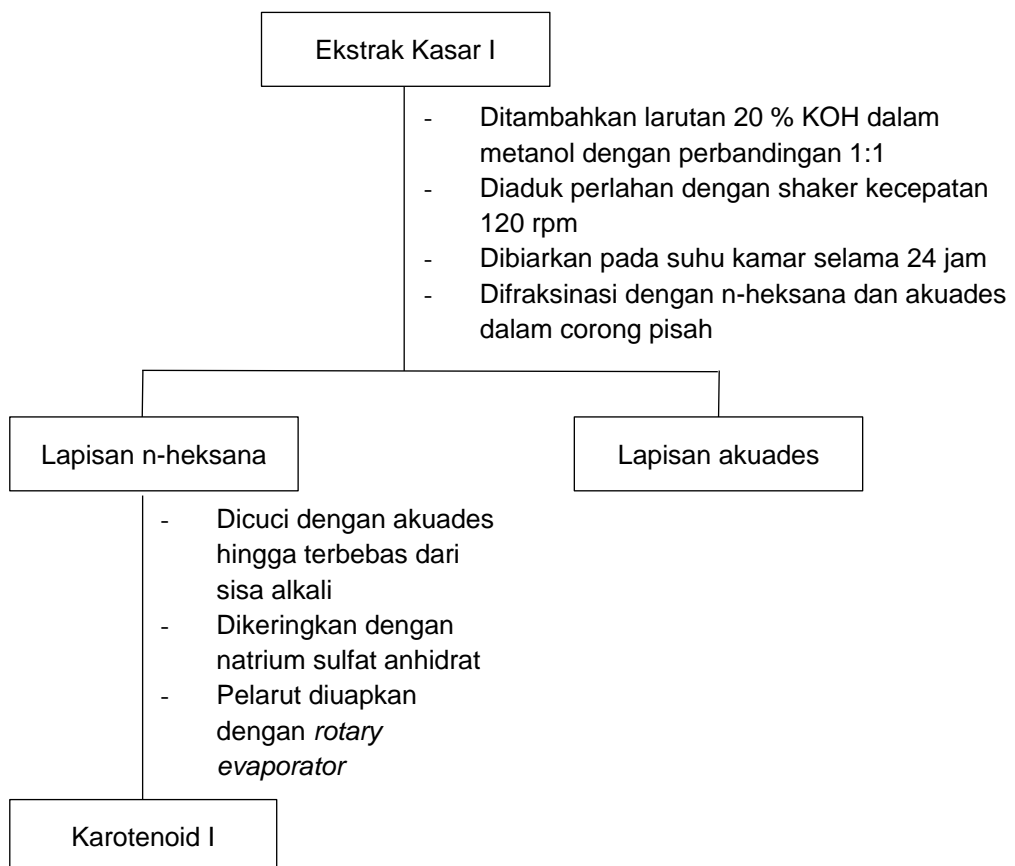 Ekstrak Kasar I
- Ditambahkan larutan 20 % KOH dalam
metanol dengan perbandingan 1:1
- Diaduk perlahan dengan shaker kecepatan
120 rpm
- Dibiarkan pada suhu kamar selama 24 jam
- Difraksinasi dengan n-heksana dan akuades
dalam corong pisah
Lapisan n-heksana
Lapisan akuades
- Dicuci dengan akuades
hingga terbebas dari
sisa alkali
- Dikeringkan dengan
natrium sulfat anhidrat
- Pelarut diuapkan
dengan rotary
evaporator
Karotenoid I